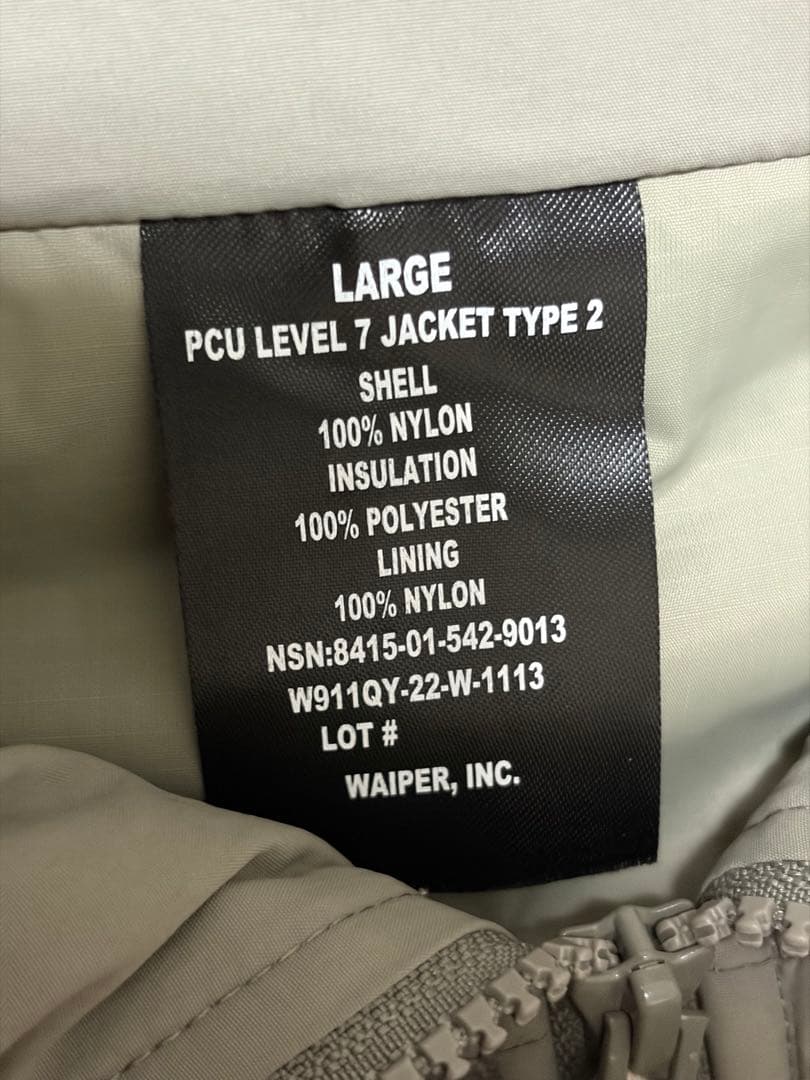 LARGE
PCU LEVEL 7 JACKET TYPE 2
SHELL
100% NYLON
INSULATION
100% POLYESTER
LINING
100% NYLON
NSN:8415-01-542-9013
W911QY-22-W-1113
LOT #
WAIPER, INC.